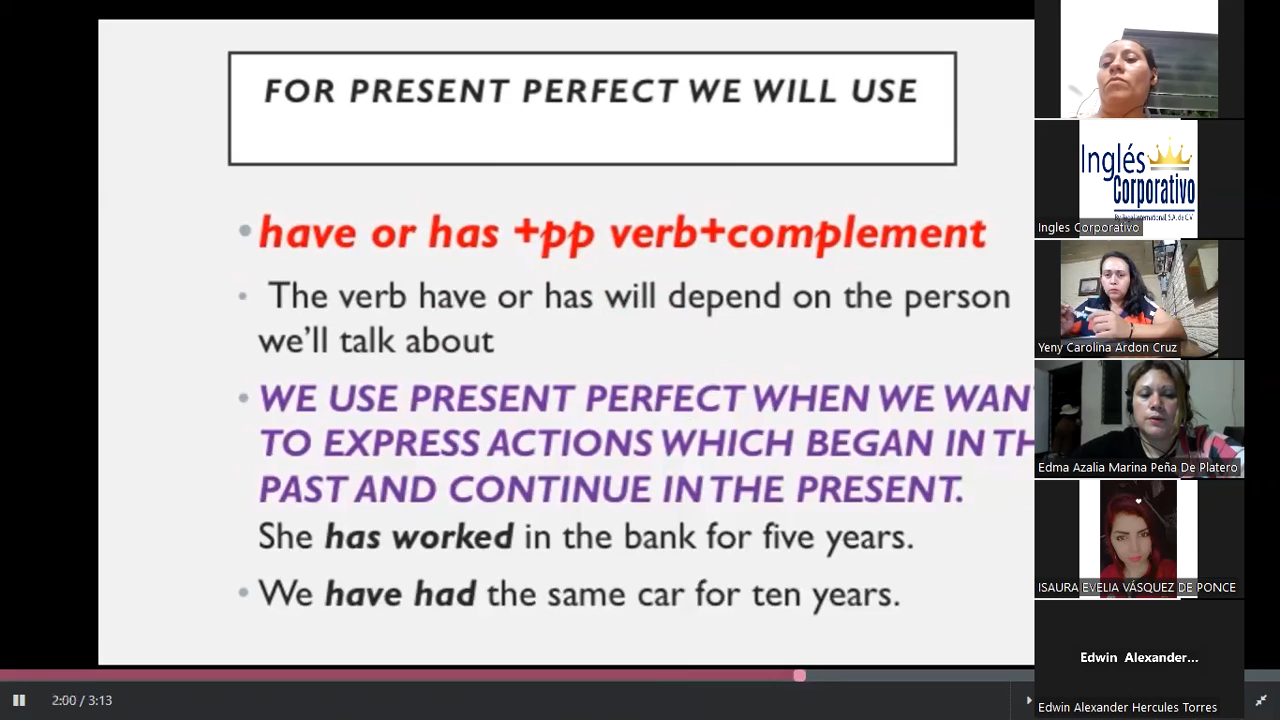 FOR PRESENT PERFECT WE WILL USE
• have or has +pp verb+complement
• The verb have or has will depend on the person
we'll talk about
• WE USE PRESENT PERFECT WHEN WE WAN
TO EXPRESS ACTIONS WHICH BEGAN IN TH
PAST AND CONTINUE IN THE PRESENT.
She has worked in the bank for five years.
• We have had the same car for ten years.
2:00 / 3:13
Inglés
Corporativo
Ingles Corporativo
Yeny Carolina Ardon Cruz
Edma Azalia Marina Peña De Platero
ISAURA EVELIA VÁSQUEZ DE PONCE
Edwin Alexander...
Edwin Alexander Hercules Torres